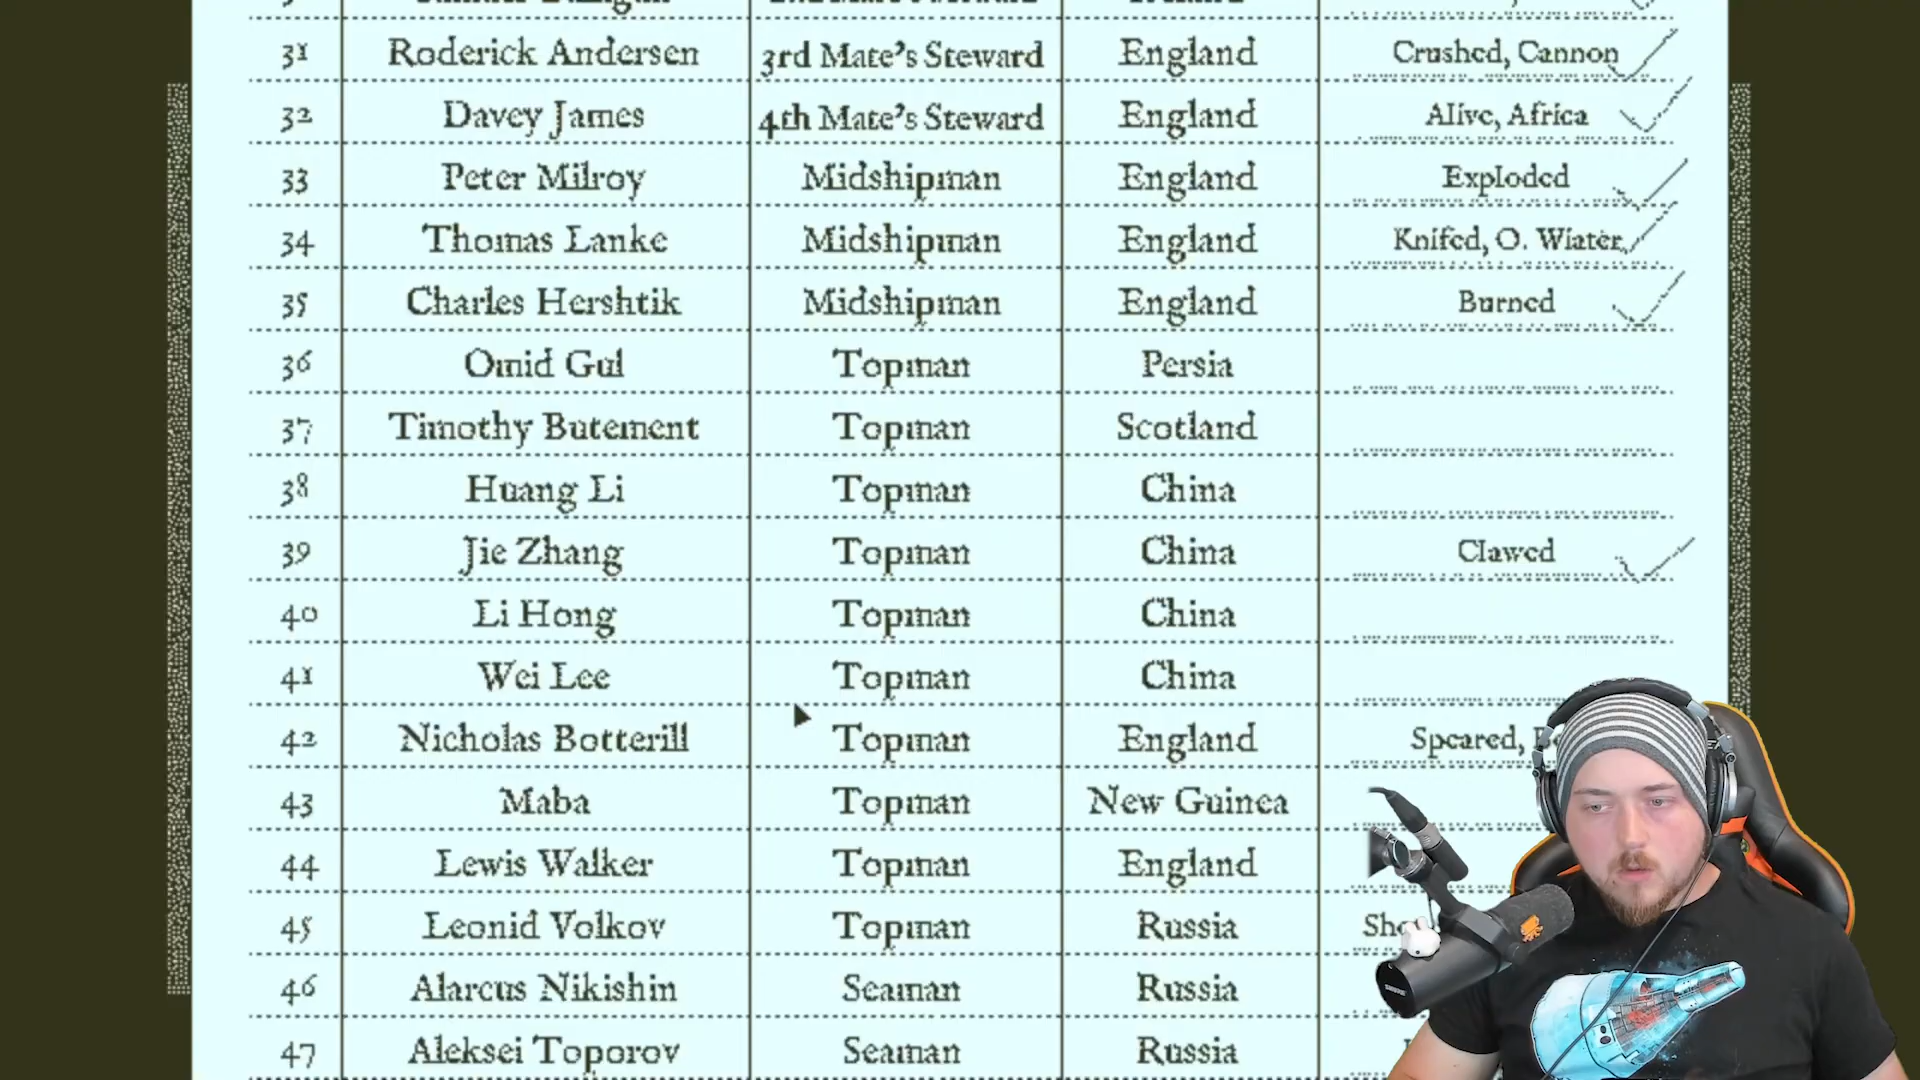 31 Roderick Andersen 3rd Mate's Steward England Crushed, Cannon
32 Davey James 4th Mate's Steward England Alive, Africa
33 Peter Milroy Midshipman England Exploded
34 Thomas Lanke Midshipman England Knifed, O. Wiater
35 Charles Hershtik Midshipman England Burned
36 Omid Gul Topman Persia
37 Timothy Butement Topman Scotland
38 Huang Li Topman China
39 Jie Zhang Topman China Clawed
40 Li Hong Topman China
41 Wei Lee Topman China
42 Nicholas Botterill Topman England Speared,
43 Maba Topman New Guinea
44 Lewis Walker Topman England
45 Leonid Volkov Topman Russia
46 Alarcus Nikishin Seaman Russia
47 Aleksei Toporov Seaman Russia